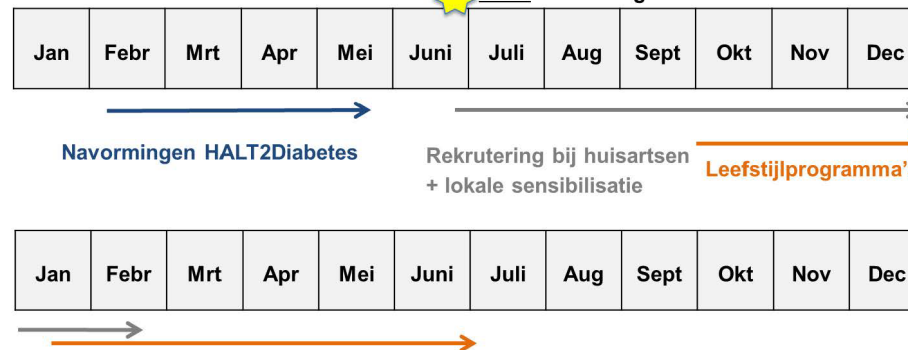 Jan Febr Mrt Apr Mei Juni Juli Aug Sept Okt Nov Dec
Navormingen HALT2Diabetes
Rekrutering bij huisartsen
+ lokale sensibilisatie
Leefstijlprogramma'
Jan Febr Mrt Apr Mei Juni Juli Aug Sept Okt Nov Dec